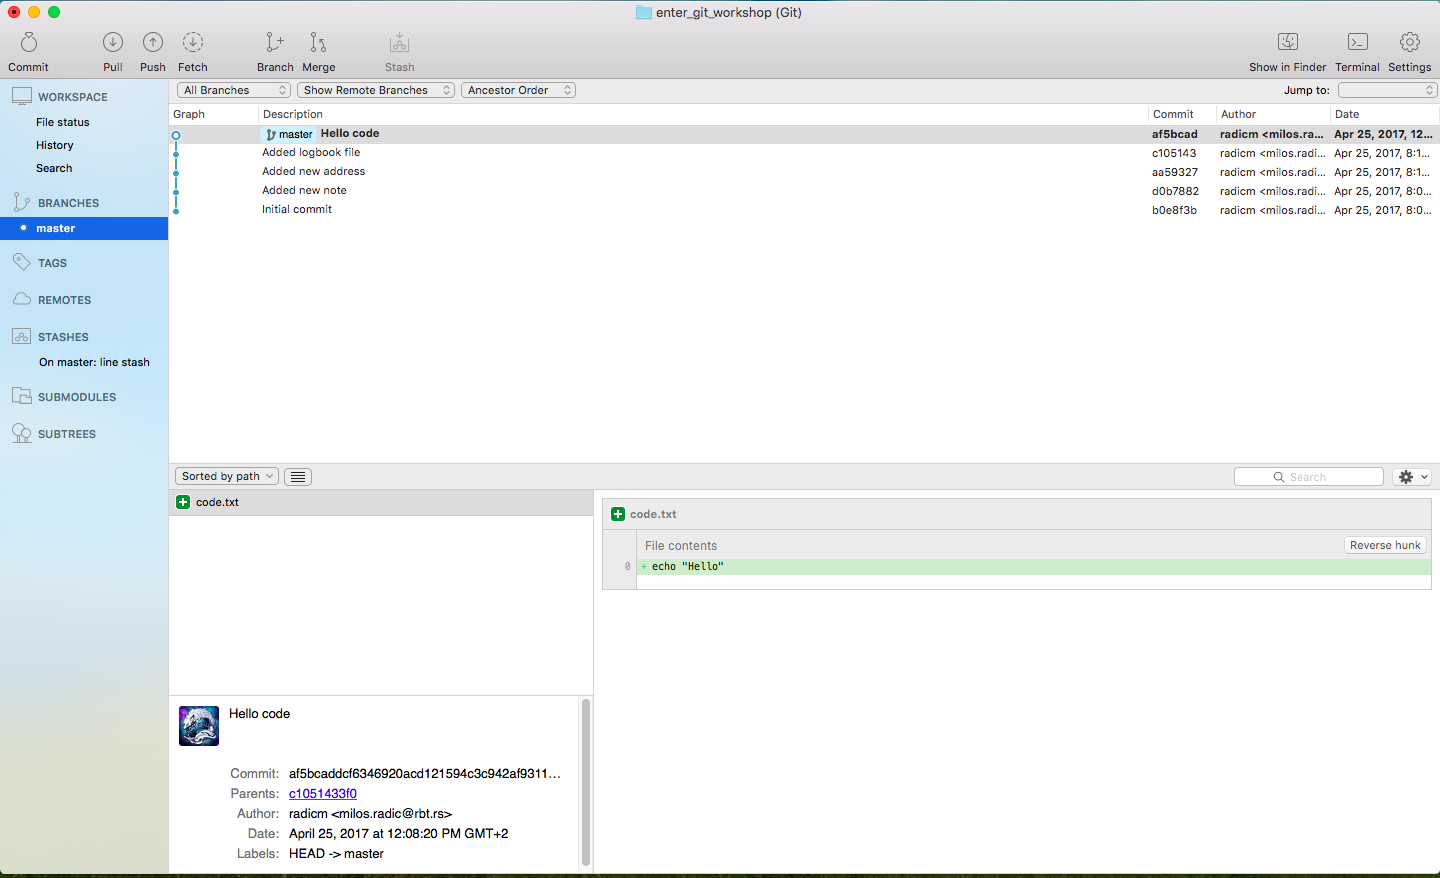 enter_git_workshop (Git)
Commit Pull Push Fetch Branch Merge Stash Show in Finder Terminal Settings
WORKSPACE
File status
History
Search
BRANCHES
master
TAGS
REMOTES
STASHES
On master: line stash
SUBMODULES
SUBTREES
All Branches Show Remote Branches Ancestor Order Jump to:
Graph Description Commit Author Date
master Hello code af5bcad radicm <milos.ra... Apr 25, 2017, 12...
Added logbook file c105143 radicm <milos.radi... Apr 25, 2017, 8:1...
Added new address aa59327 radicm <milos.radi... Apr 25, 2017, 8:1...
Added new note d0b7882 radicm <milos.radi... Apr 25, 2017, 8:0...
Initial commit b0e8f3b radicm <milos.radi... Apr 25, 2017, 8:0...
Sorted by path Search
code.txt
Hello code
Commit: af5bcaddcf6346920acd121594c3c942af9311...
Parents: c1051433f0
Author: radicm <milos.radic@rbt.rs>
Date: April 25, 2017 at 12:08:20 PM GMT+2
Labels: HEAD -> master
code.txt
File contents Reverse hunk
0 + echo "Hello"